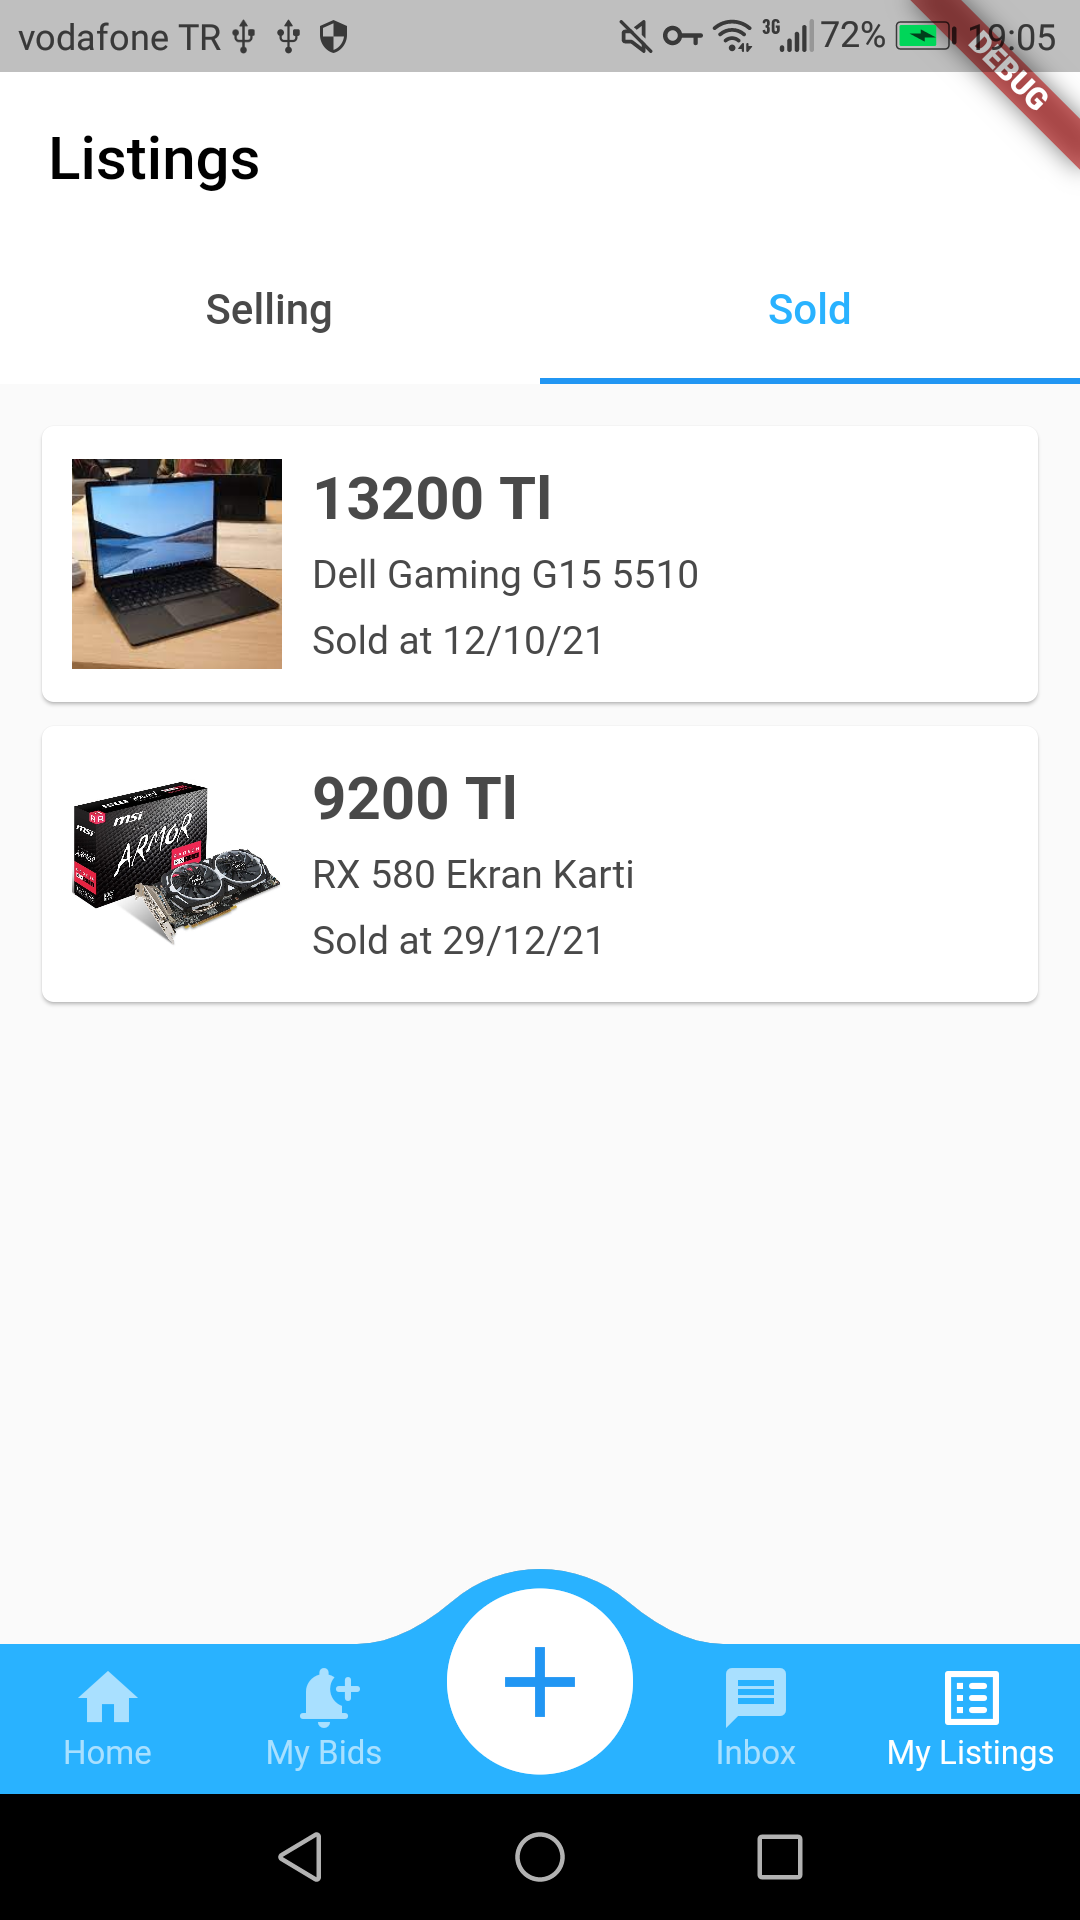 vodafone TR 3G 72% 19:05
DEBUG
Listings
Selling Sold
13200 Tl
Dell Gaming G15 5510
Sold at 12/10/21
msi
msi
ARMOR
9200 Tl
RX 580 Ekran Karti
Sold at 29/12/21
Home My Bids Inbox My Listings